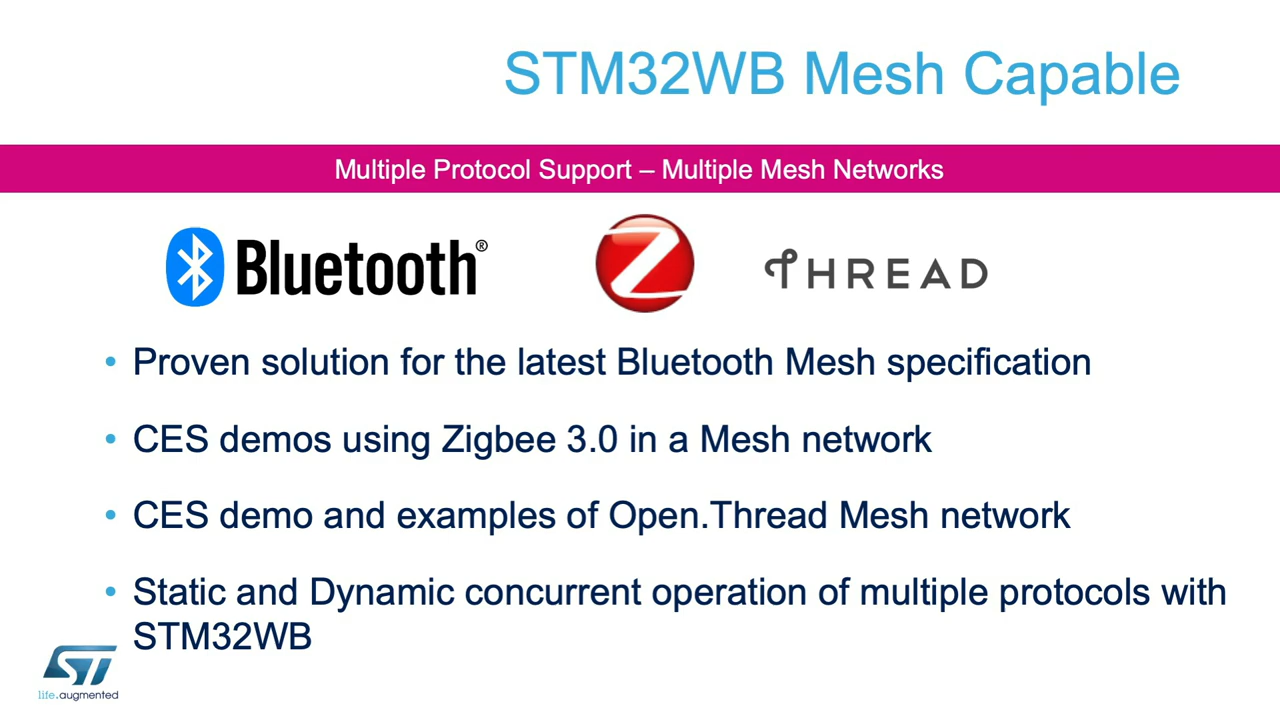 STM32WB Mesh Capable
Multiple Protocol Support – Multiple Mesh Networks
Bluetooth®
Z
THREAD
• Proven solution for the latest Bluetooth Mesh specification
• CES demos using Zigbee 3.0 in a Mesh network
• CES demo and examples of Open.Thread Mesh network
• Static and Dynamic concurrent operation of multiple protocols with
STM32WB
ST
life.augmented